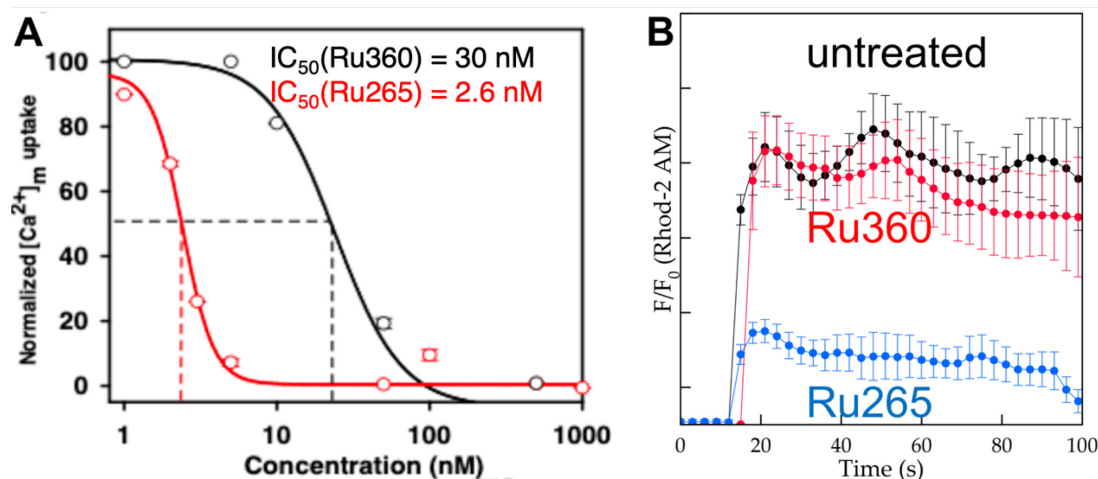 A
IC₅₀(Ru360) = 30 nM
IC₅₀(Ru265) = 2.6 nM
100
80
60
40
20
0
Normalized [Ca²⁺]ₘ uptake
1
10
100
1000
Concentration (nM)
B
untreated
Ru360
Ru265
F/F₀ (Rhod-2 AM)
0
20
40
60
80
100
Time (s)